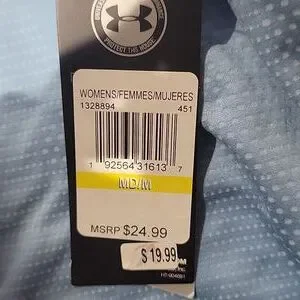 PROTECT THIS HOUSE
WOMENS/FEMMES/MUJERES
1328894 451
1 92564 31613 7
MD/M
MSRP $24.99
$19.99